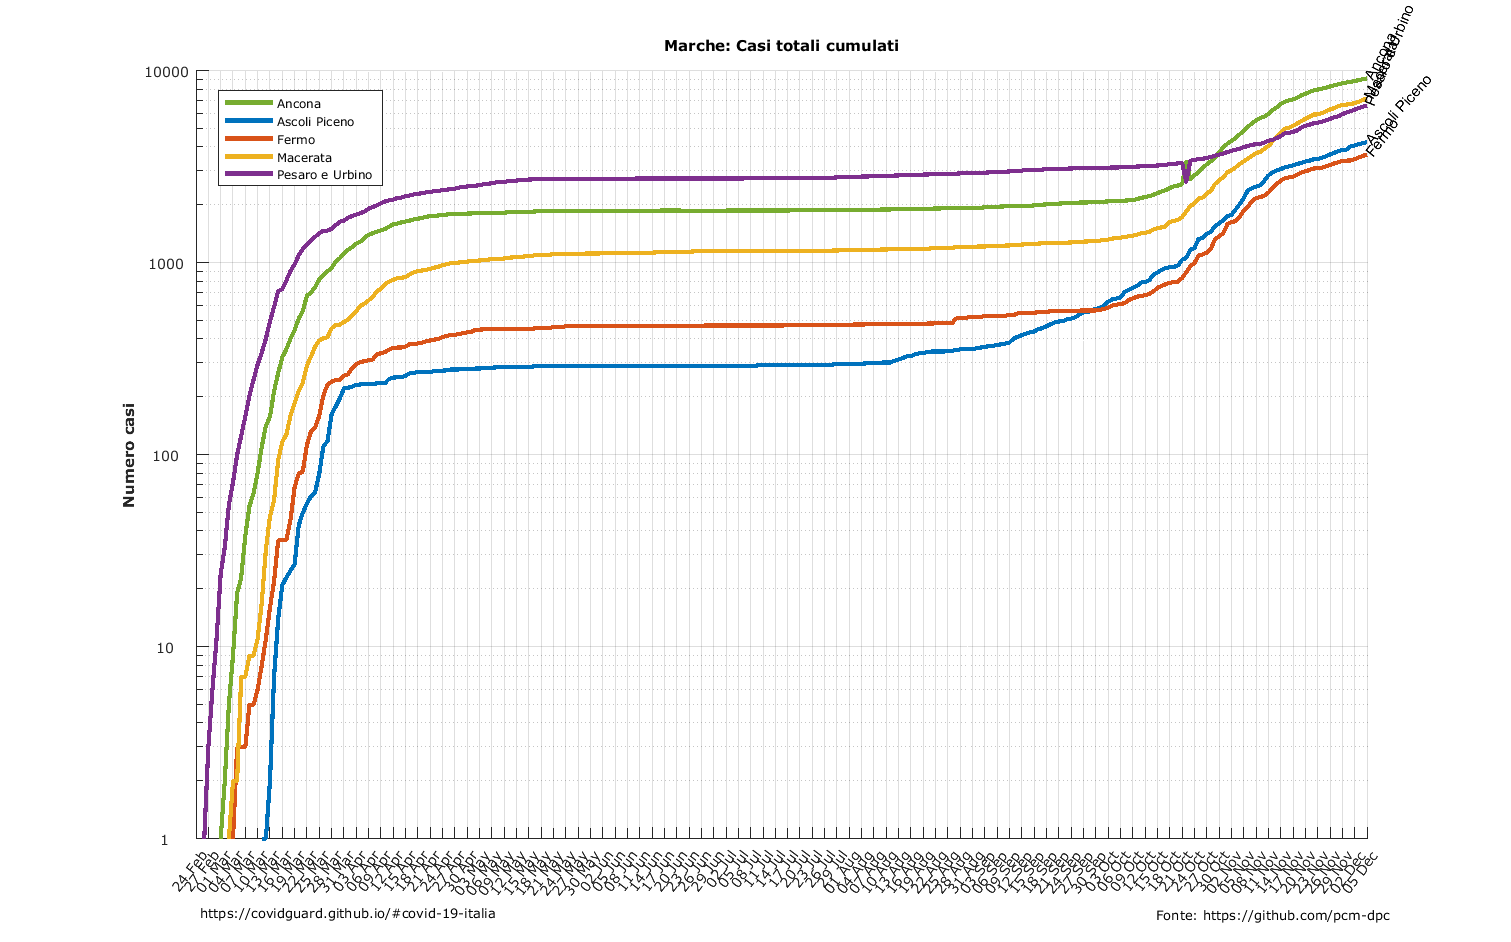 Marche: Casi totali cumulati
Numero casi
10000
1000
100
10
1
Ancona
Ascoli Piceno
Fermo
Macerata
Pesaro e Urbino
Ancona
Macerata
Pesaro e Urbino
Ascoli Piceno
Fermo
24 Feb
27 Feb
01 Mar
04 Mar
07 Mar
10 Mar
13 Mar
16 Mar
19 Mar
22 Mar
25 Mar
28 Mar
31 Mar
03 Apr
06 Apr
09 Apr
12 Apr
15 Apr
18 Apr
21 Apr
24 Apr
27 Apr
30 Apr
03 May
06 May
09 May
12 May
15 May
18 May
21 May
24 May
27 May
30 May
02 Jun
05 Jun
08 Jun
11 Jun
14 Jun
17 Jun
20 Jun
23 Jun
26 Jun
29 Jun
02 Jul
05 Jul
08 Jul
11 Jul
14 Jul
17 Jul
20 Jul
23 Jul
26 Jul
29 Jul
01 Aug
04 Aug
07 Aug
10 Aug
13 Aug
16 Aug
19 Aug
22 Aug
25 Aug
28 Aug
31 Aug
03 Sep
06 Sep
09 Sep
12 Sep
15 Sep
18 Sep
21 Sep
24 Sep
27 Sep
30 Sep
03 Oct
06 Oct
09 Oct
12 Oct
15 Oct
18 Oct
21 Oct
24 Oct
27 Oct
30 Oct
02 Nov
05 Nov
08 Nov
11 Nov
14 Nov
17 Nov
20 Nov
23 Nov
26 Nov
29 Nov
02 Dec
05 Dec
https://covidguard.github.io/#covid-19-italia
Fonte: https://github.com/pcm-dpc